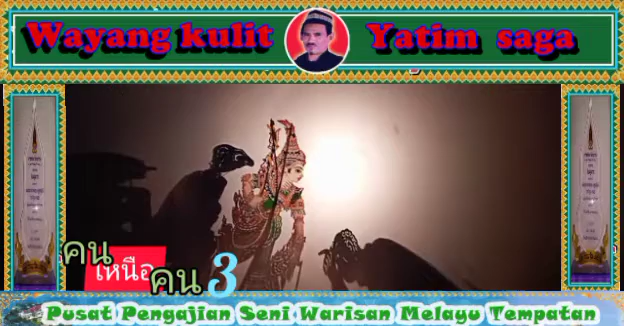 Wayang kulit Yatim saga
คน
เหนือ
คน 3
Pusat Pengajian Seni Warisan Melayu Tempatan